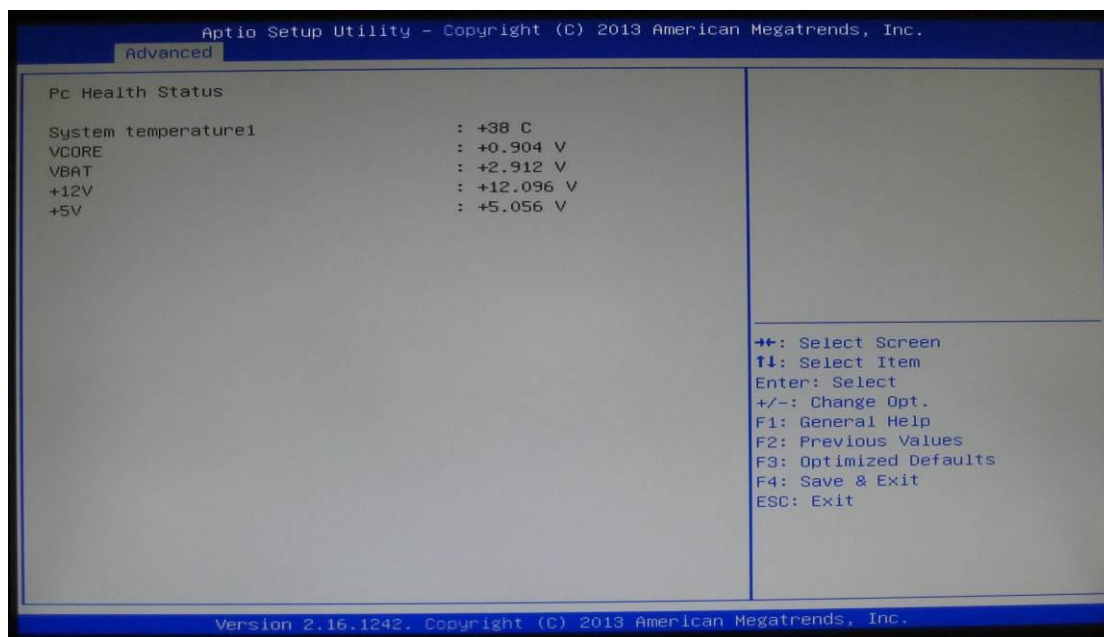 Aptio Setup Utility – Copyright (C) 2013 American Megatrends, Inc.
Advanced
Pc Health Status
System temperature1 : +38 C
VCORE : +0.904 V
VBAT : +2.912 V
+12V : +12.096 V
+5V : +5.056 V
→←: Select Screen
↑↓: Select Item
Enter: Select
+/-: Change Opt.
F1: General Help
F2: Previous Values
F3: Optimized Defaults
F4: Save & Exit
ESC: Exit
Version 2.16.1242. Copyright (C) 2013 American Megatrends, Inc.